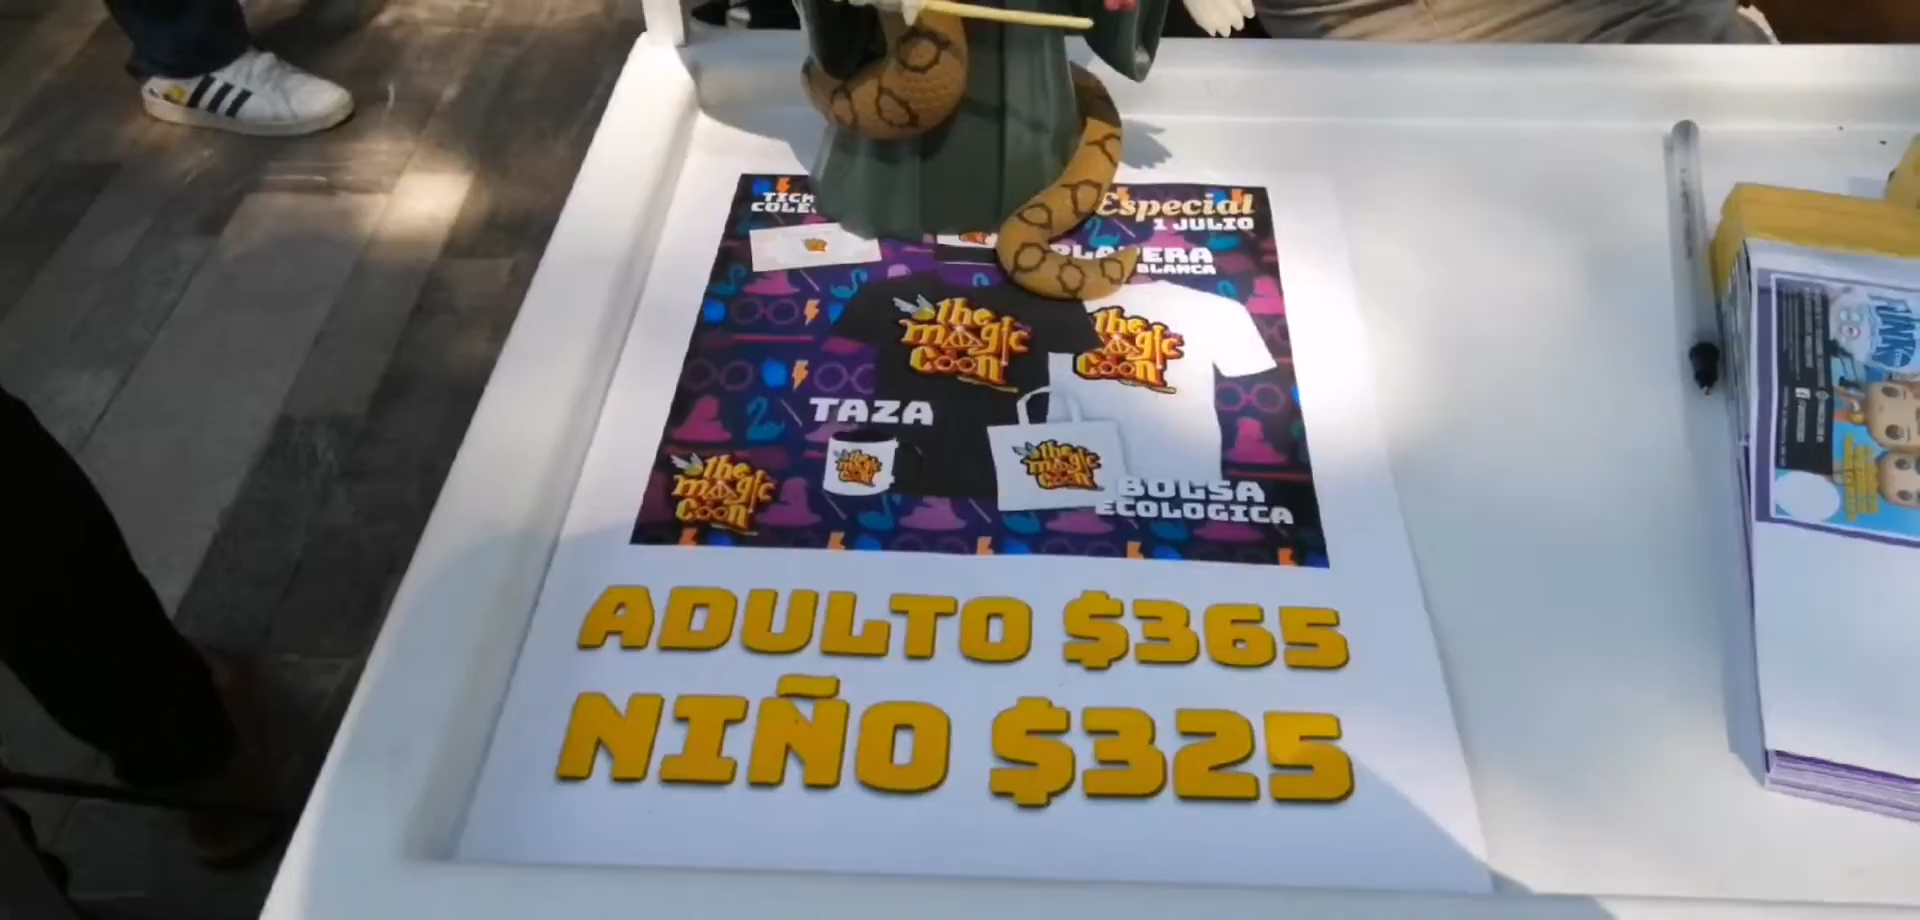 Especial
1 JULIO
BLANCA
the
magic
coon
the
magic
coon
TAZA
the
magic
coon
the
magic
coon
the
magic
coon
BOLSA
ECOLOGICA
ADULTO $365
NIÑO $325